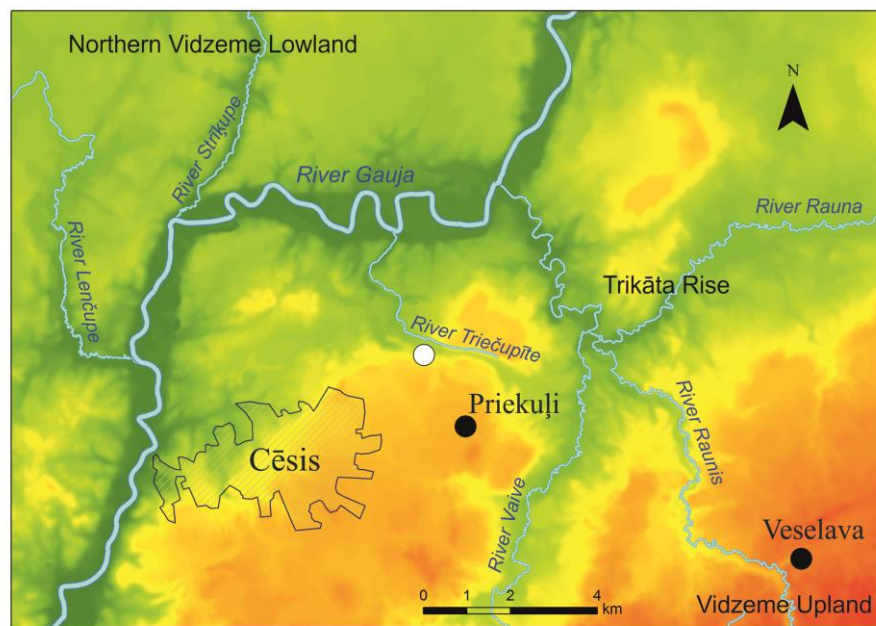 Northern Vidzeme Lowland
N
River Strīķupe
River Gauja
River Rauna
River Lenčupe
Trikāta Rise
River Triečupīte
Priekuļi
River Raunis
Cēsis
River Vaive
Veselava
0 1 2 4
km
Vidzeme Upland